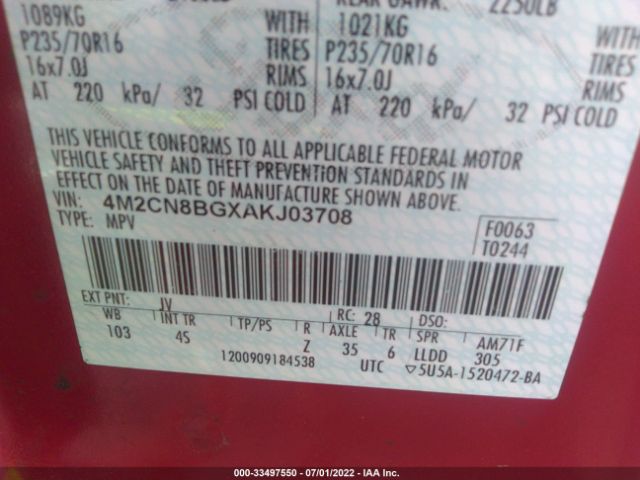 1089KG WITH 1021KG WITH
P235/70R16 TIRES P235/70R16 TIRES
16x7.0J RIMS 16x7.0J RIMS
AT 220 kPa/ 32 PSI COLD AT 220 kPa/ 32 PSI COLD
THIS VEHICLE CONFORMS TO ALL APPLICABLE FEDERAL MOTOR
VEHICLE SAFETY AND THEFT PREVENTION STANDARDS IN
EFFECT ON THE DATE OF MANUFACTURE SHOWN ABOVE.
VIN: 4M2CN8BGXAKJ03708
TYPE: MPV
F0063
T0244
EXT PNT: JV RC: 28 DSO:
WB INT TR TP/PS R AXLE TR SPR AM71F
103 4S Z 35 6 LLDD 305
1200909184538 UTC ▽5U5A-1520472-BA
000-33497550 - 07/01/2022 - IAA Inc.